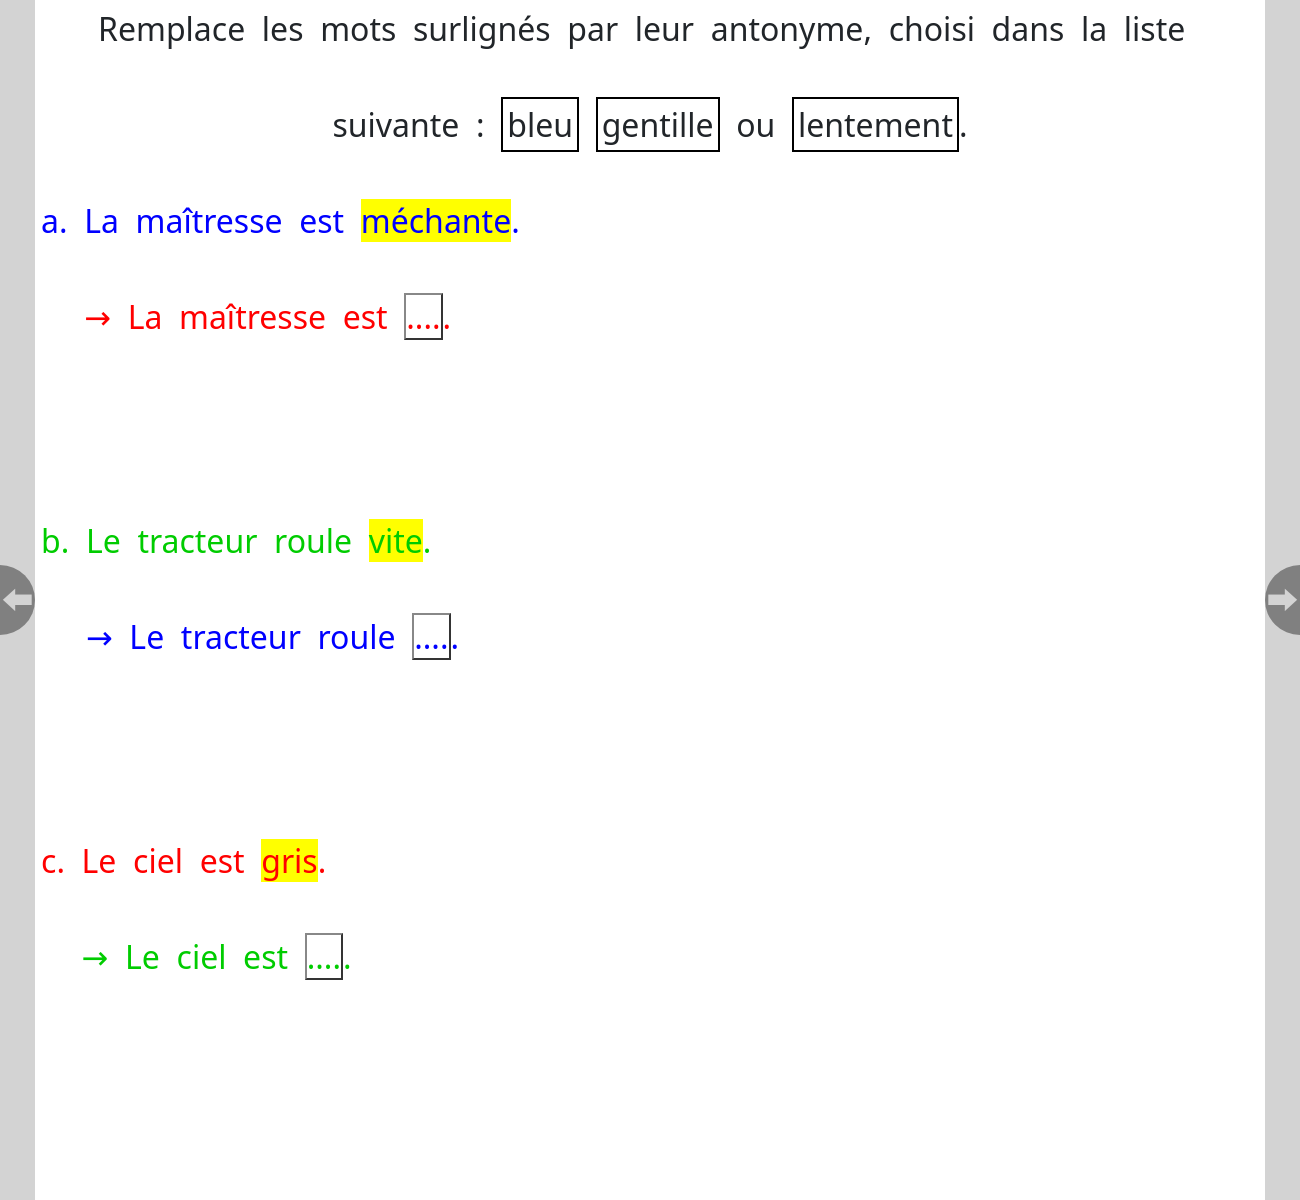 Remplace les mots surlignés par leur antonyme, choisi dans la liste
suivante : bleu gentille ou lentement.
a. La maîtresse est méchante.
→ La maîtresse est .....
b. Le tracteur roule vite.
→ Le tracteur roule .....
c. Le ciel est gris.
→ Le ciel est .....